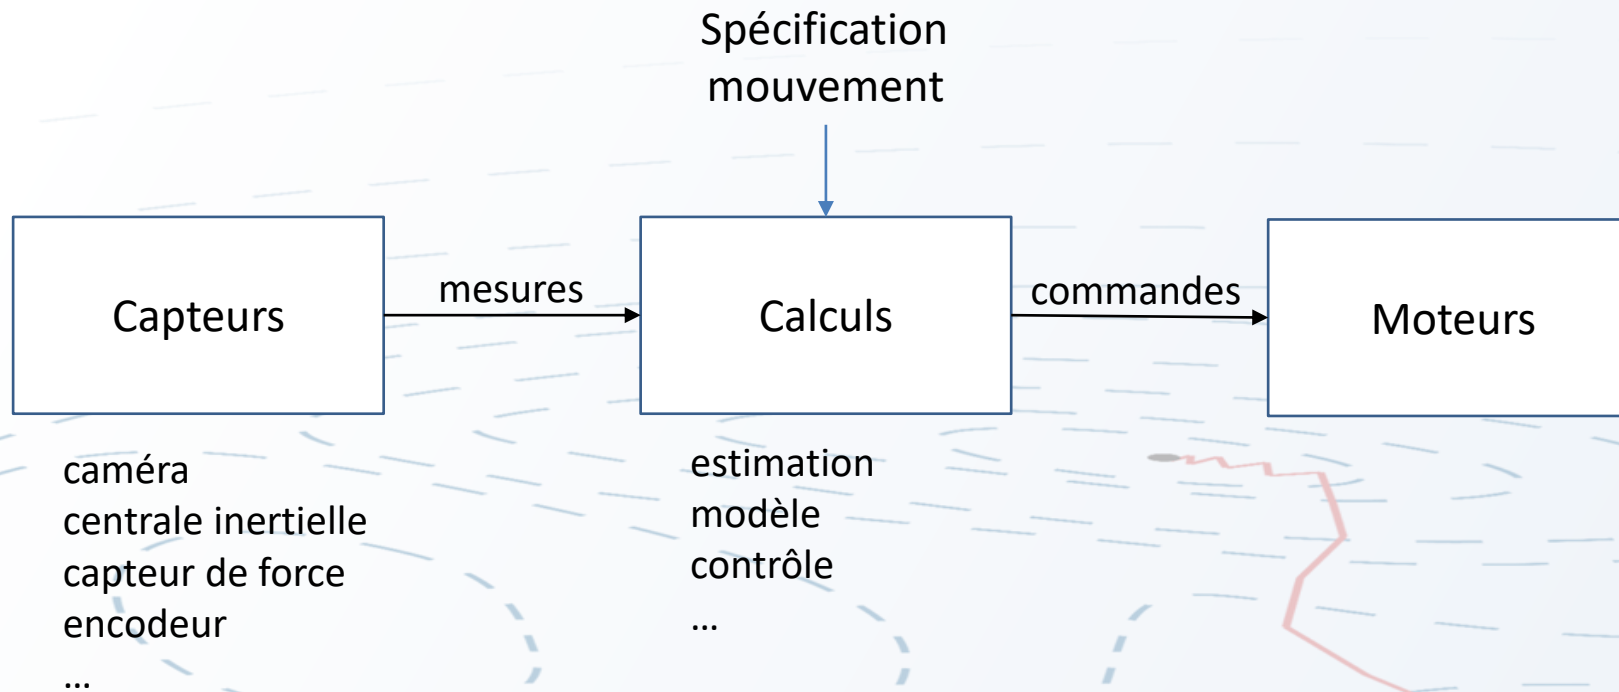 Spécification
mouvement
Capteurs
mesures
Calculs
commandes
Moteurs
caméra
centrale inertielle
capteur de force
encodeur
...
estimation
modèle
contrôle
...